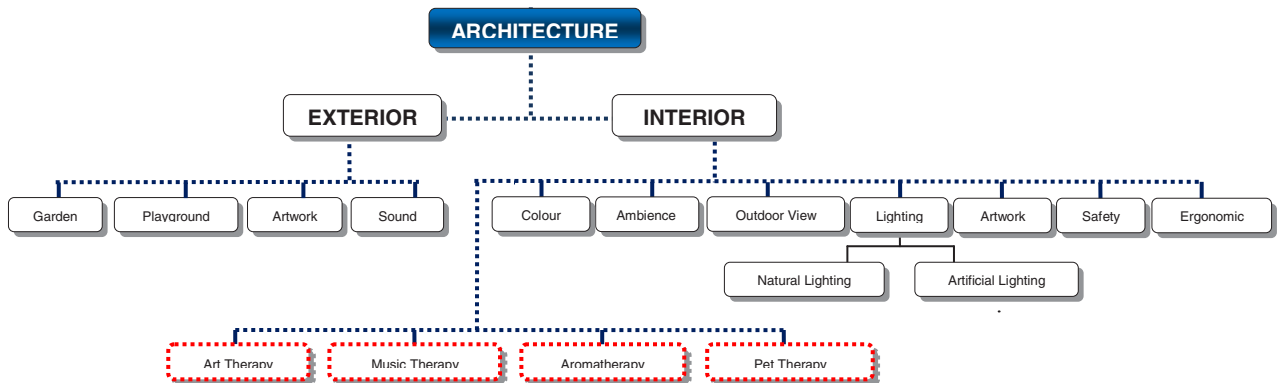 ARCHITECTURE
EXTERIOR
INTERIOR
Garden
Playground
Artwork
Sound
Colour
Ambience
Outdoor View
Lighting
Artwork
Safety
Ergonomic
Natural Lighting
Artificial Lighting
Art Therapy
Music Therapy
Aromatherapy
Pet Therapy